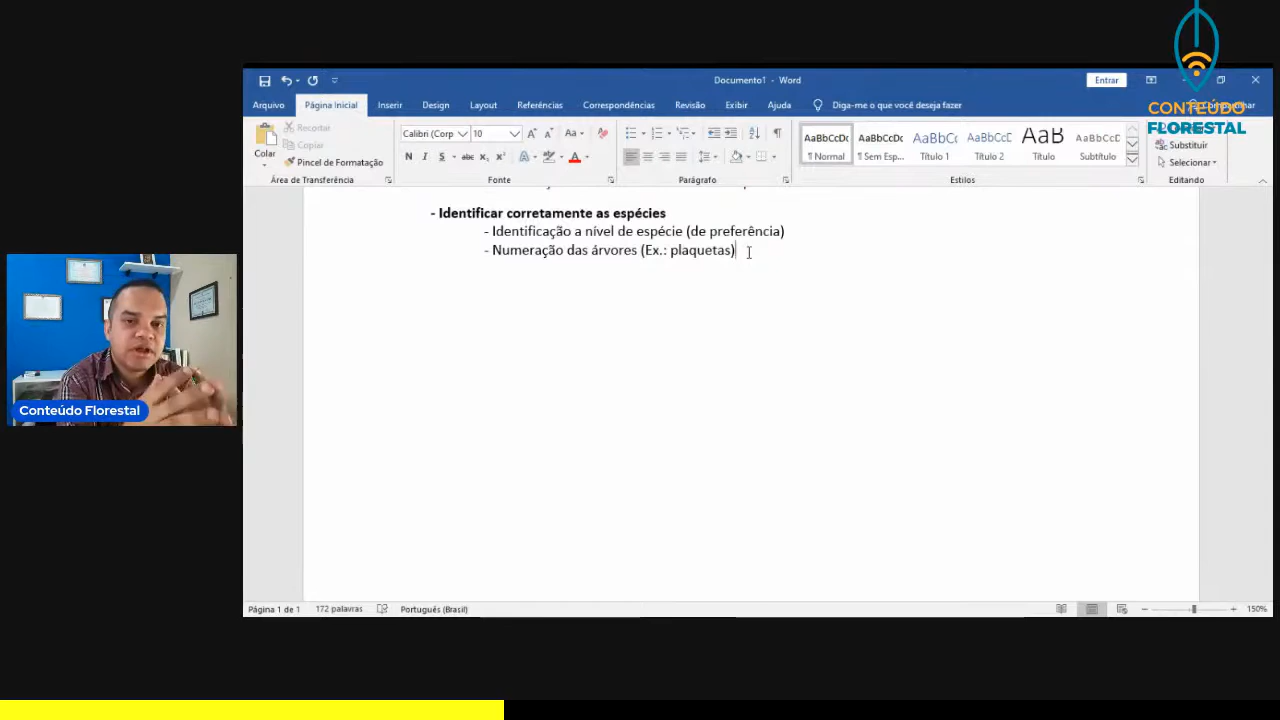 Documento1 - Word
Entrar
CONTEÚDO
FLORESTAL
Arquivo Página Inicial Inserir Design Layout Referências Correspondências Revisão Exibir Ajuda Diga-me o que você deseja fazer
Colar
Recortar
Copiar
Pincel de Formatação
Área de Transferência
Calibri (Corp 10
Fonte
Parágrafo
AaBbCcDc AaBbCcDc AaBbCc AaBbCcD AaB AaBbCcD
¶ Normal ¶ Sem Esp... Título 1 Título 2 Título Subtítulo
Estilos
Substituir
Selecionar
Editando
- Identificar corretamente as espécies
- Identificação a nível de espécie (de preferência)
- Numeração das árvores (Ex.: plaquetas)
Conteúdo Florestal
Página 1 de 1 172 palavras Português (Brasil) 150%